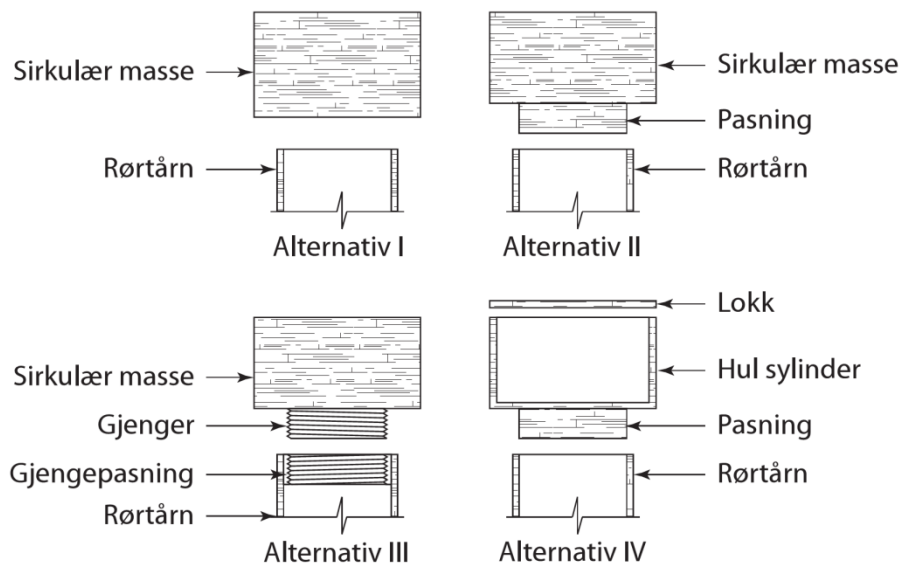 Sirkulær masse
Rørtårn
Alternativ I
Sirkulær masse
Pasning
Rørtårn
Alternativ II
Sirkulær masse
Gjenger
Gjengepasning
Rørtårn
Alternativ III
Lokk
Hul sylinder
Pasning
Rørtårn
Alternativ IV